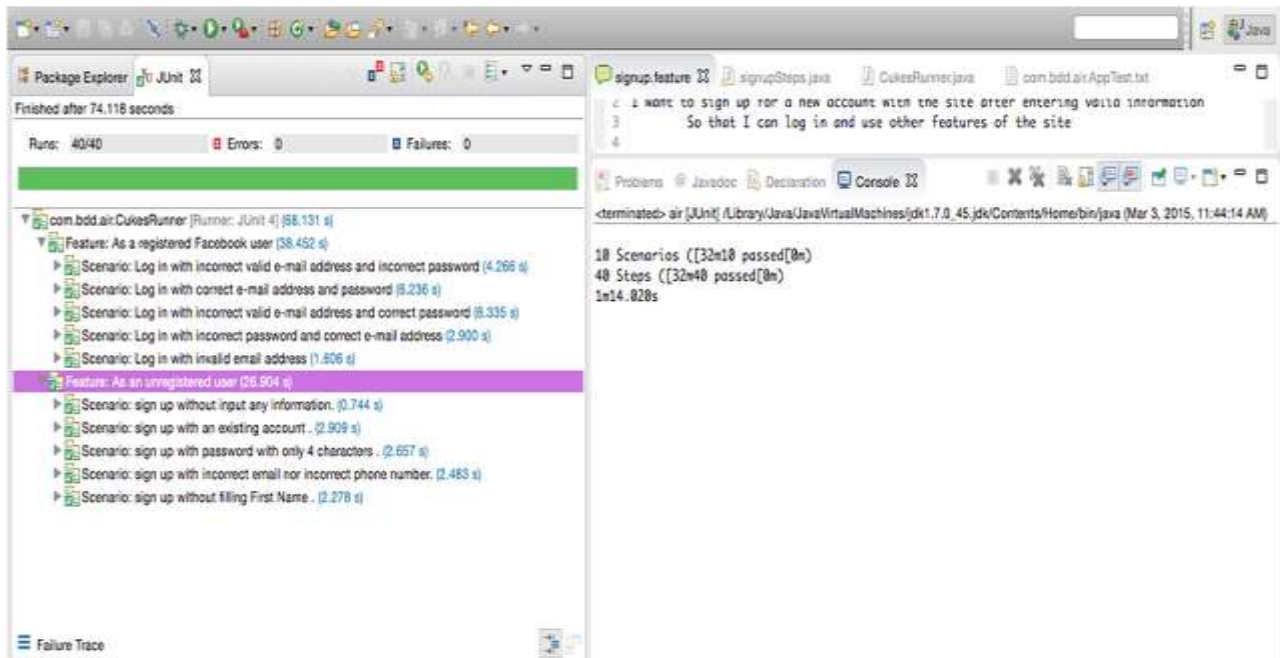 Java
Package Explorer JUnit
Finished after 74.118 seconds
Runs: 40/40 Errors: 0 Failures: 0
com.bdd.air.CukesRunner [Runner: JUnit 4] (68.131 s)
Feature: As a registered Facebook user (38.452 s)
Scenario: Log in with incorrect valid e-mail address and incorrect password (4.266 s)
Scenario: Log in with correct e-mail address and password (6.236 s)
Scenario: Log in with incorrect valid e-mail address and correct password (8.335 s)
Scenario: Log in with incorrect password and correct e-mail address (2.900 s)
Scenario: Log in with invalid email address (1.606 s)
Feature: As an unregistered user (26.904 s)
Scenario: sign up without input any information. (0.744 s)
Scenario: sign up with an existing account . (2.909 s)
Scenario: sign up with password with only 4 characters . (2.657 s)
Scenario: sign up with incorrect email nor incorrect phone number. (2.483 s)
Scenario: sign up without filling First Name . (2.278 s)
Failure Trace
signup.feature signupSteps.java CukesRunner.java com.bdd.air.AppTest.txt
2 I want to sign up for a new account with the site after entering valid information
3 So that I can log in and use other features of the site
4
Problems @ Javadoc Declaration Console
<terminated> air [JUnit] /Library/Java/JavaVirtualMachines/jdk1.7.0_45.jdk/Contents/Home/bin/java (Mar 3, 2015, 11:44:14 AM)
10 Scenarios ([32m10 passed[0m)
40 Steps ([32m40 passed[0m)
1m14.028s